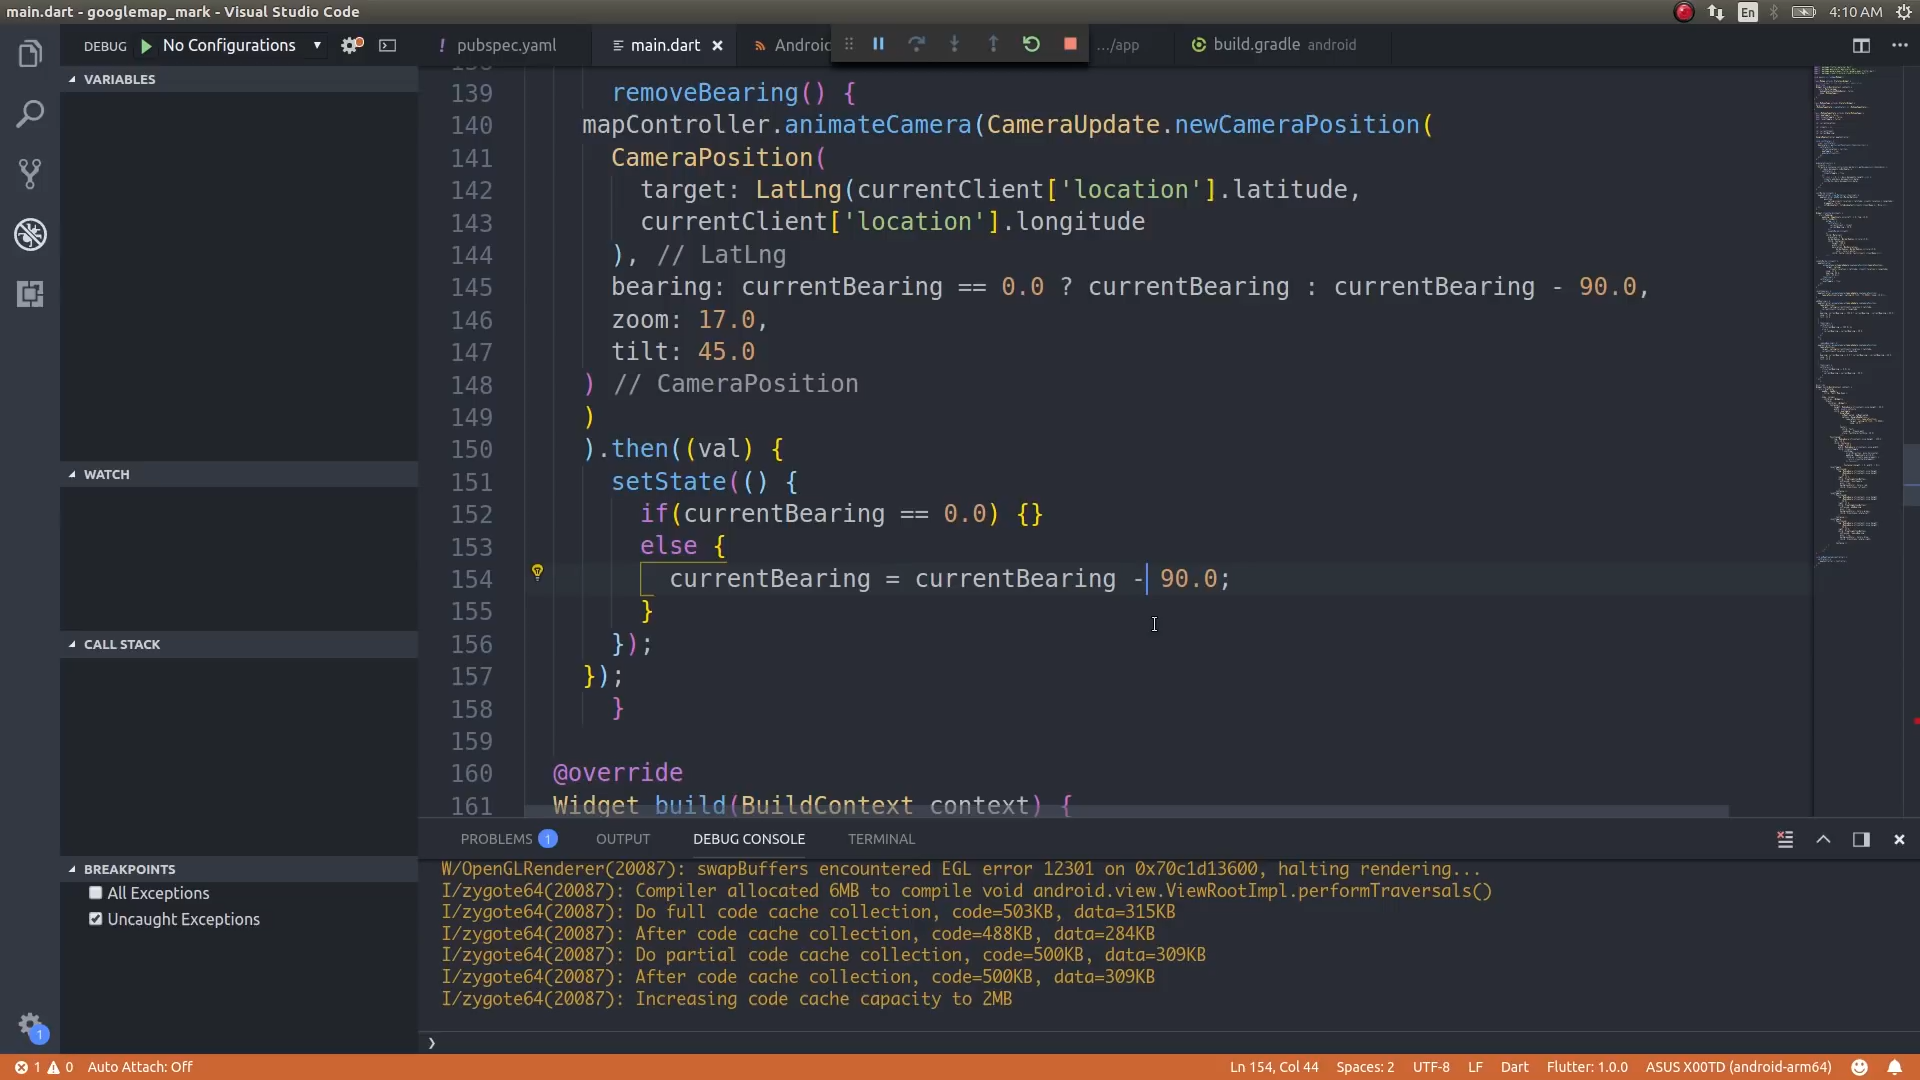 main.dart - googlemap_mark - Visual Studio Code
En
4:10 AM
DEBUG No Configurations
pubspec.yaml
main.dart
Androi
.../app
build.gradle android
VARIABLES
WATCH
CALL STACK
BREAKPOINTS
All Exceptions
Uncaught Exceptions
139 removeBearing() {
140 mapController.animateCamera(CameraUpdate.newCameraPosition(
141 CameraPosition(
142 target: LatLng(currentClient['location'].latitude,
143 currentClient['location'].longitude
144 ), // LatLng
145 bearing: currentBearing == 0.0 ? currentBearing : currentBearing - 90.0,
146 zoom: 17.0,
147 tilt: 45.0
148 ) // CameraPosition
149 )
150 ).then((val) {
151 setState(() {
152 if(currentBearing == 0.0) {}
153 else {
154 currentBearing = currentBearing - 90.0;
155 }
156 });
157 });
158 }
159
160 @override
161 Widget build(BuildContext context) {
PROBLEMS 1 OUTPUT DEBUG CONSOLE TERMINAL
W/OpenGLRenderer(20087): swapBuffers encountered EGL error 12301 on 0x70c1d13600, halting rendering...
I/zygote64(20087): Compiler allocated 6MB to compile void android.view.ViewRootImpl.performTraversals()
I/zygote64(20087): Do full code cache collection, code=503KB, data=315KB
I/zygote64(20087): After code cache collection, code=488KB, data=284KB
I/zygote64(20087): Do partial code cache collection, code=500KB, data=309KB
I/zygote64(20087): After code cache collection, code=500KB, data=309KB
I/zygote64(20087): Increasing code cache capacity to 2MB
1
1 0 Auto Attach: Off
Ln 154, Col 44 Spaces: 2 UTF-8 LF Dart Flutter: 1.0.0 ASUS X00TD (android-arm64)